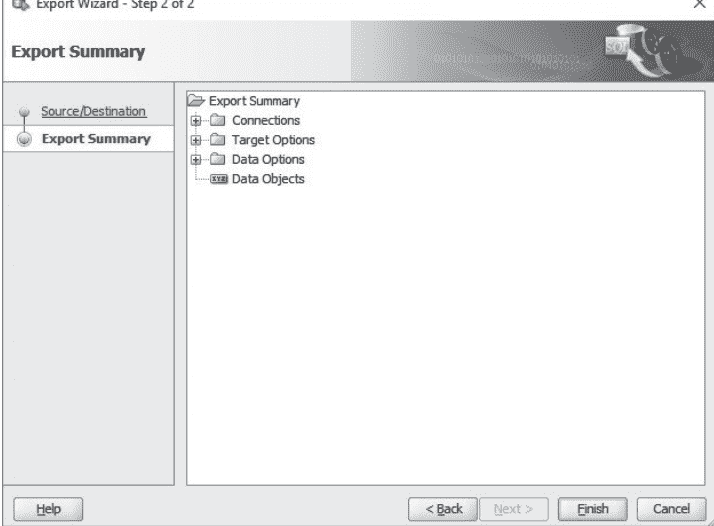 Export Wizard - Step 2 of 2
Export Summary
Source/Destination
Export Summary
Export Summary
Connections
Target Options
Data Options
Data Objects
Help
< Back
Next >
Finish
Cancel